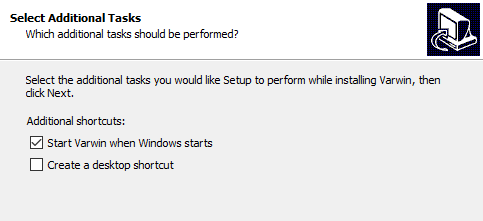 Select Additional Tasks
Which additional tasks should be performed?
Select the additional tasks you would like Setup to perform while installing Varwin, then
click Next.
Additional shortcuts:
Start Varwin when Windows starts
Create a desktop shortcut